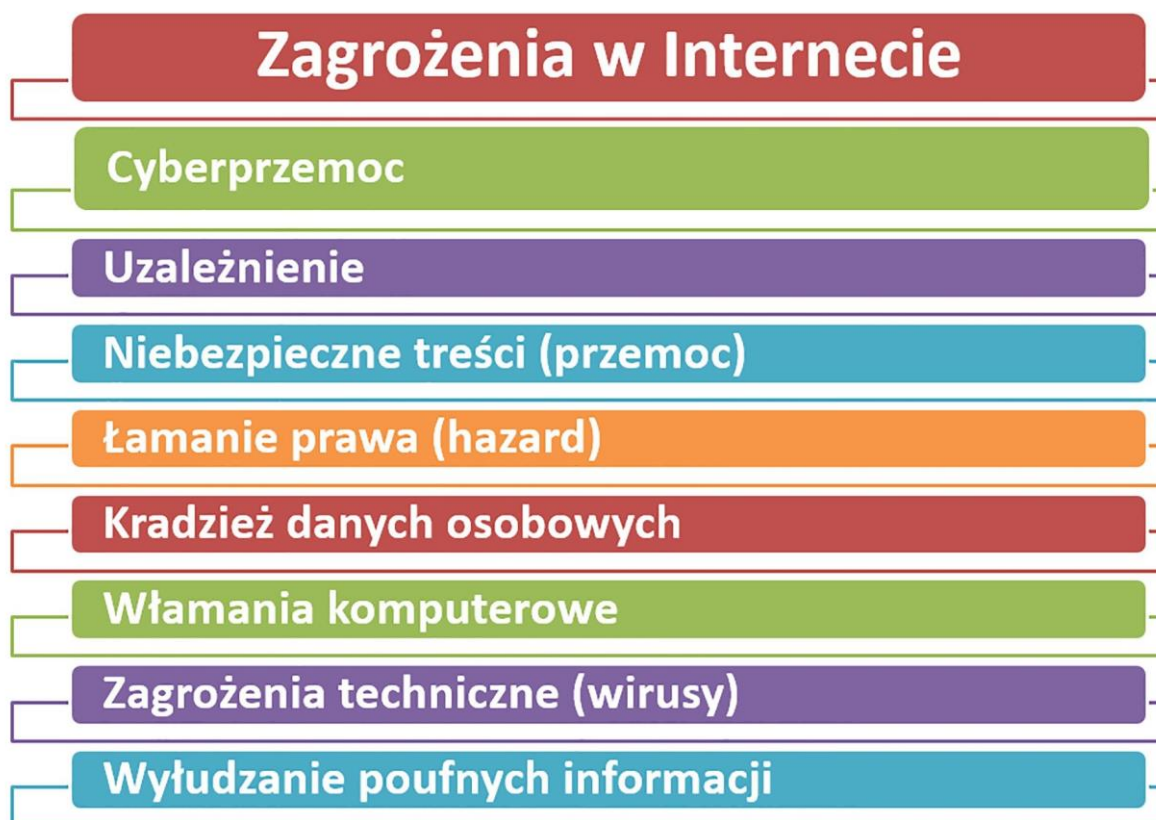 Zagrożenia w Internecie
Cyberprzemoc
Uzależnienie
Niebezpieczne treści (przemoc)
Łamanie prawa (hazard)
Kradzież danych osobowych
Włamania komputerowe
Zagrożenia techniczne (wirusy)
Wyłudzanie poufnych informacji